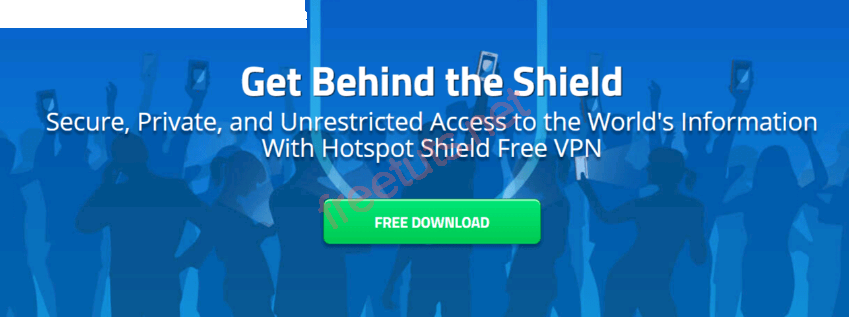 Get Behind the Shield
Secure, Private, and Unrestricted Access to the World's Information
With Hotspot Shield Free VPN
freetuts.net
FREE DOWNLOAD